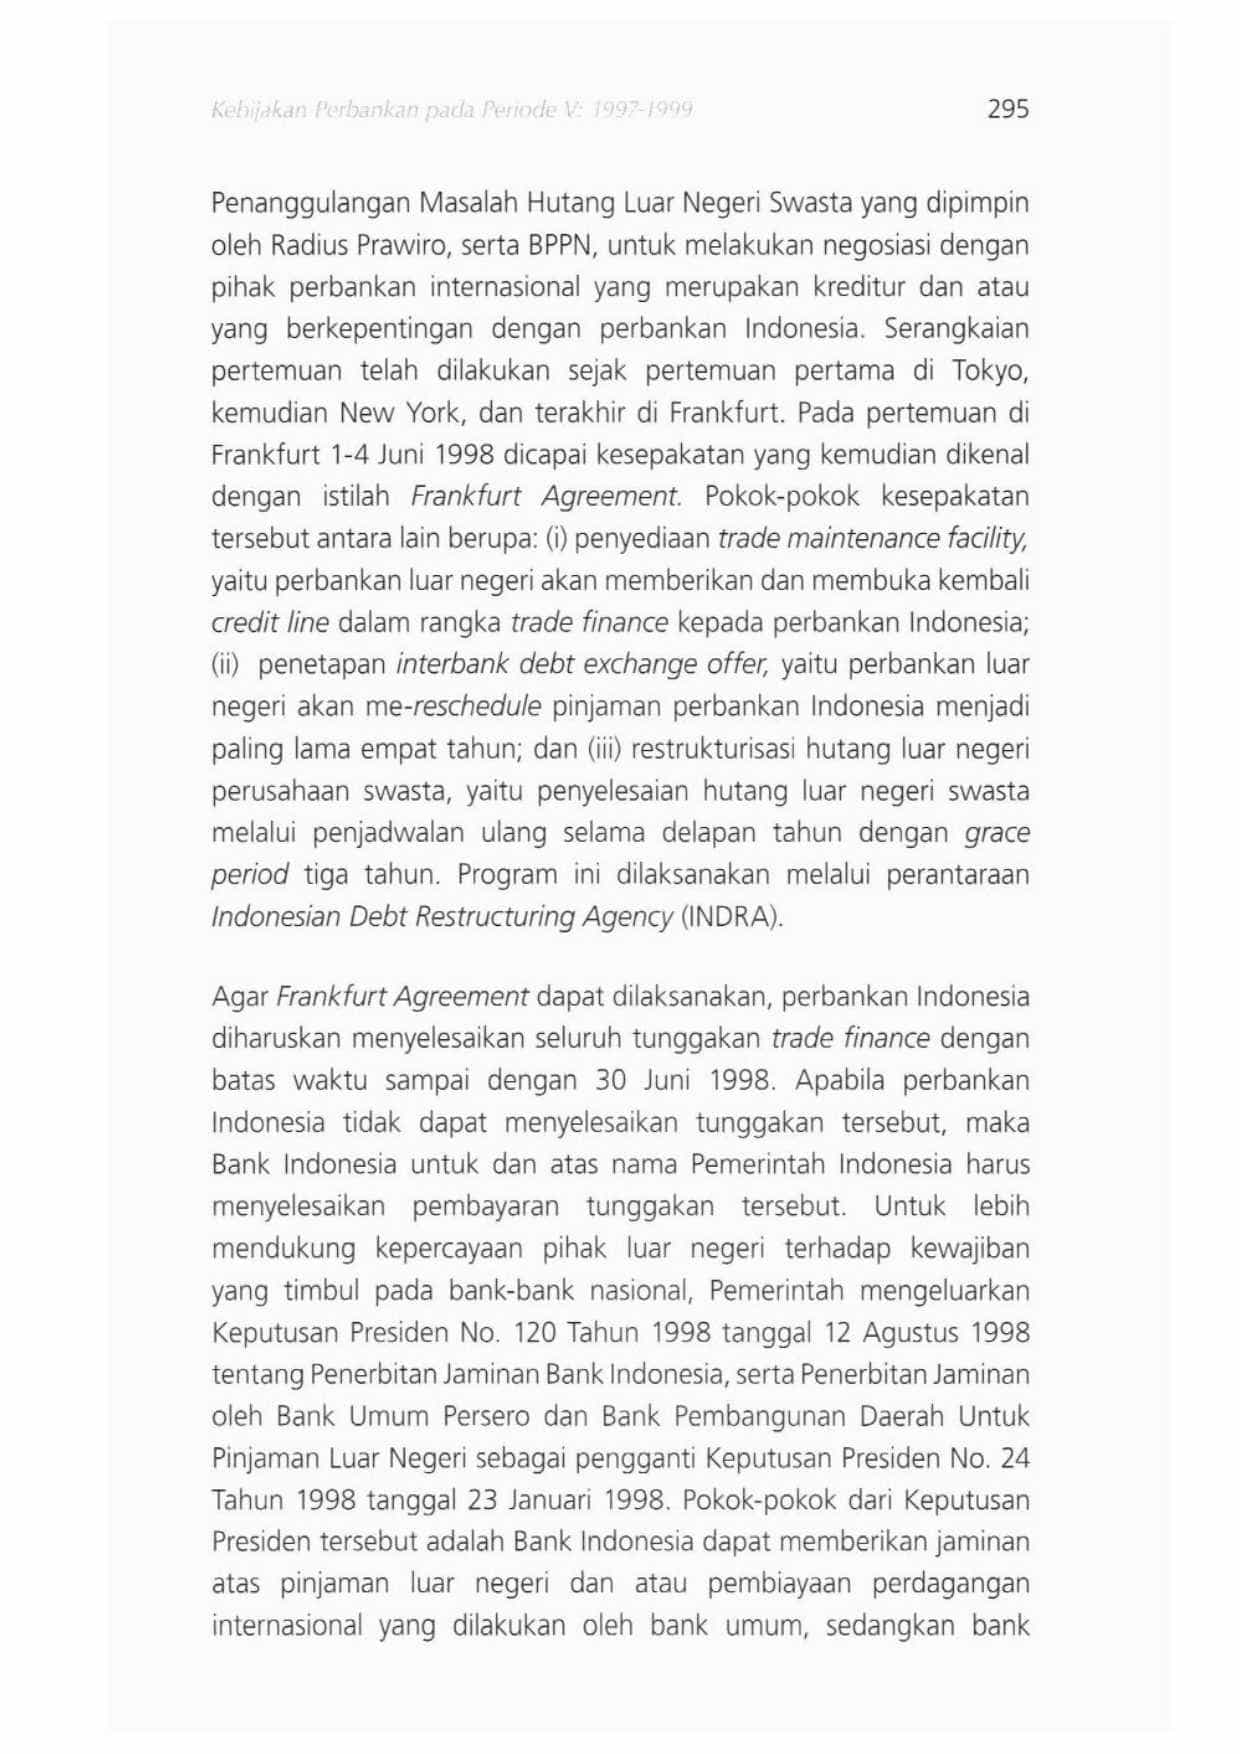 Kebijakan Perbankan pada Periode V: 1997-1999 295
Penanggulangan Masalah Hutang Luar Negeri Swasta yang dipimpin
oleh Radius Prawiro, serta BPPN, untuk melakukan negosiasi dengan
pihak perbankan internasional yang merupakan kreditur dan atau
yang berkepentingan dengan perbankan Indonesia. Serangkaian
pertemuan telah dilakukan sejak pertemuan pertama di Tokyo,
kemudian New York, dan terakhir di Frankfurt. Pada pertemuan di
Frankfurt 1-4 Juni 1998 dicapai kesepakatan yang kemudian dikenal
dengan istilah Frankfurt Agreement. Pokok-pokok kesepakatan
tersebut antara lain berupa: (i) penyediaan trade maintenance facility,
yaitu perbankan luar negeri akan memberikan dan membuka kembali
credit line dalam rangka trade finance kepada perbankan Indonesia;
(ii) penetapan interbank debt exchange offer, yaitu perbankan luar
negeri akan me-reschedule pinjaman perbankan Indonesia menjadi
paling lama empat tahun; dan (iii) restrukturisasi hutang luar negeri
perusahaan swasta, yaitu penyelesaian hutang luar negeri swasta
melalui penjadwalan ulang selama delapan tahun dengan grace
period tiga tahun. Program ini dilaksanakan melalui perantaraan
Indonesian Debt Restructuring Agency (INDRA).
Agar Frankfurt Agreement dapat dilaksanakan, perbankan Indonesia
diharuskan menyelesaikan seluruh tunggakan trade finance dengan
batas waktu sampai dengan 30 Juni 1998. Apabila perbankan
Indonesia tidak dapat menyelesaikan tunggakan tersebut, maka
Bank Indonesia untuk dan atas nama Pemerintah Indonesia harus
menyelesaikan pembayaran tunggakan tersebut. Untuk lebih
mendukung kepercayaan pihak luar negeri terhadap kewajiban
yang timbul pada bank-bank nasional, Pemerintah mengeluarkan
Keputusan Presiden No. 120 Tahun 1998 tanggal 12 Agustus 1998
tentang Penerbitan Jaminan Bank Indonesia, serta Penerbitan Jaminan
oleh Bank Umum Persero dan Bank Pembangunan Daerah Untuk
Pinjaman Luar Negeri sebagai pengganti Keputusan Presiden No. 24
Tahun 1998 tanggal 23 Januari 1998. Pokok-pokok dari Keputusan
Presiden tersebut adalah Bank Indonesia dapat memberikan jaminan
atas pinjaman luar negeri dan atau pembiayaan perdagangan
internasional yang dilakukan oleh bank umum, sedangkan bank